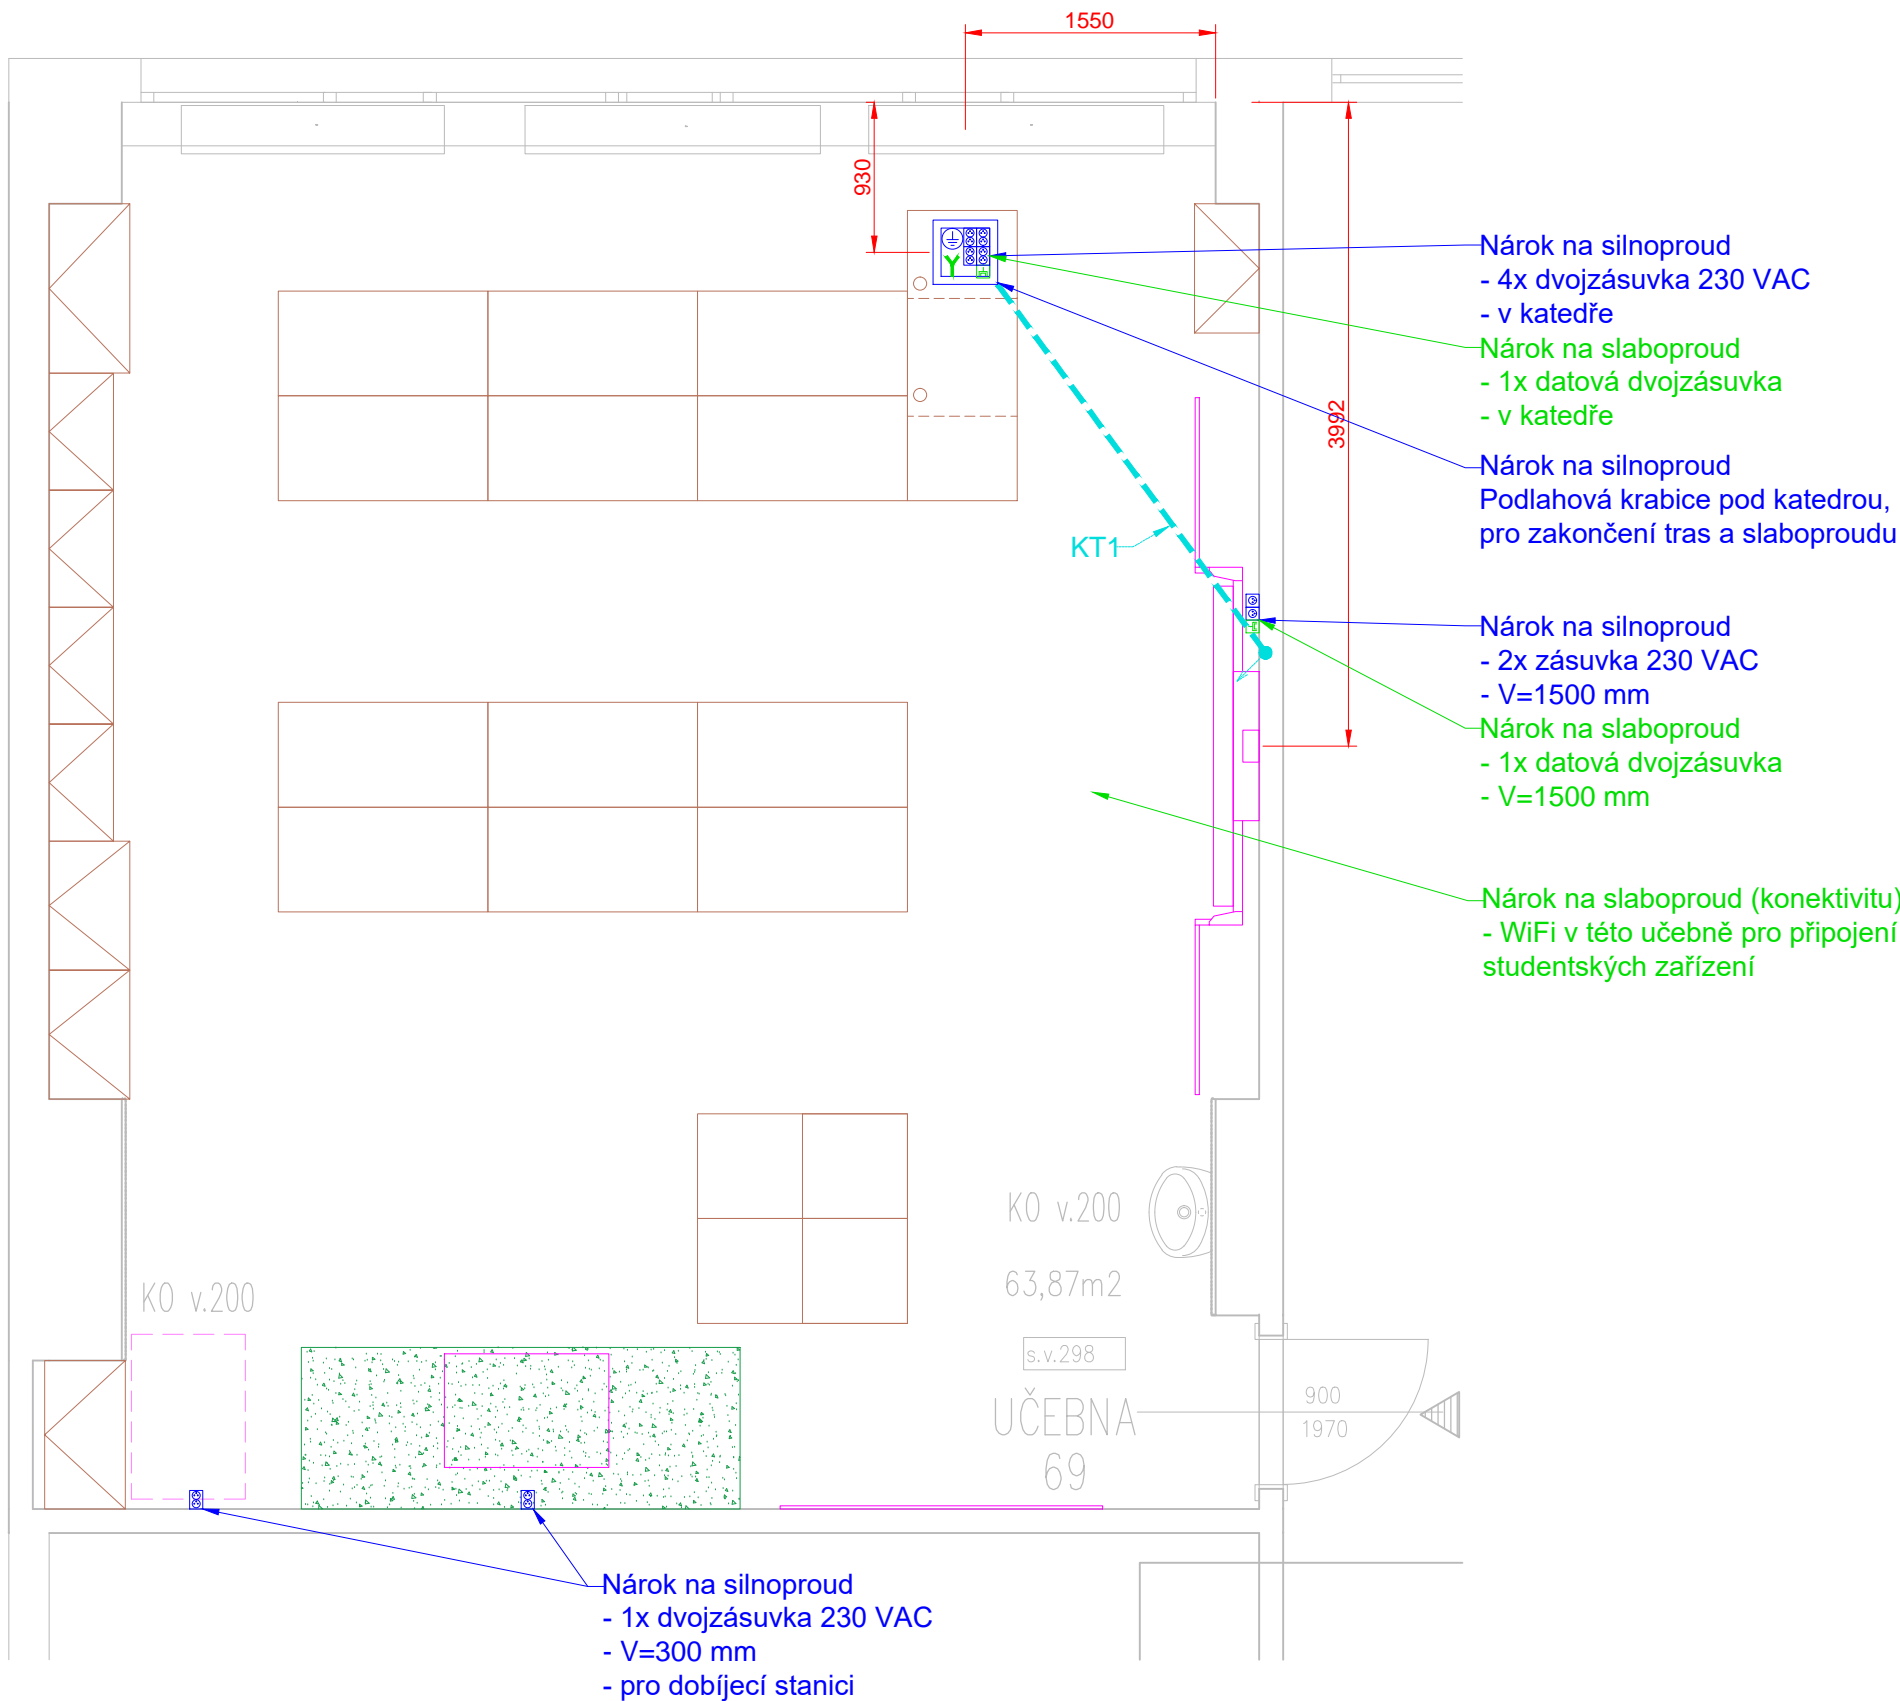 1550
930
3992
Nárok na silnoproud
- 4x dvojzásuvka 230 VAC
- v katedře
Nárok na slaboproud
- 1x datová dvojzásuvka
- v katedře
Nárok na silnoproud
Podlahová krabice pod katedrou,
pro zakončení tras a slaboproudu
Y
KT1
Nárok na silnoproud
- 2x zásuvka 230 VAC
- V=1500 mm
Nárok na slaboproud
- 1x datová dvojzásuvka
- V=1500 mm
Nárok na slaboproud (konektivitu)
- WiFi v této učebně pro připojení
studentských zařízení
KO v.200
63,87m2
KO v.200
s.v.298
UČEBNA
69
900
1970
Nárok na silnoproud
- 1x dvojzásuvka 230 VAC
- V=300 mm
- pro dobíjecí stanici